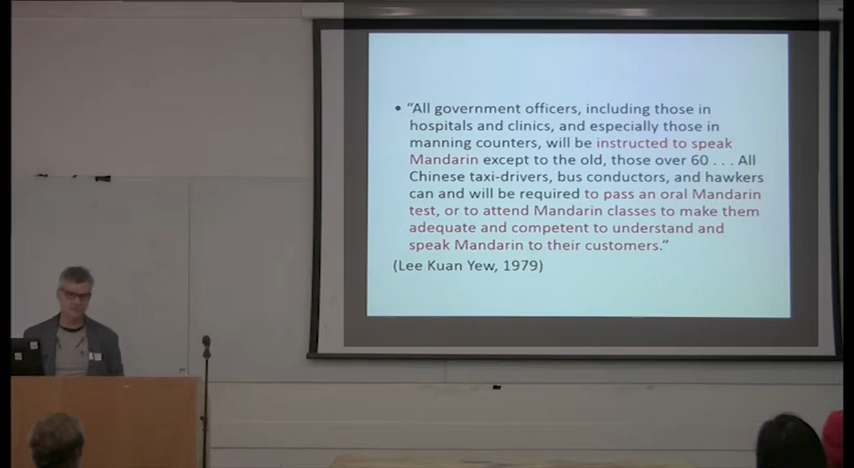 • “All government officers, including those in
hospitals and clinics, and especially those in
manning counters, will be instructed to speak
Mandarin except to the old, those over 60 . . . All
Chinese taxi-drivers, bus conductors, and hawkers
can and will be required to pass an oral Mandarin
test, or to attend Mandarin classes to make them
adequate and competent to understand and
speak Mandarin to their customers.”
(Lee Kuan Yew, 1979)